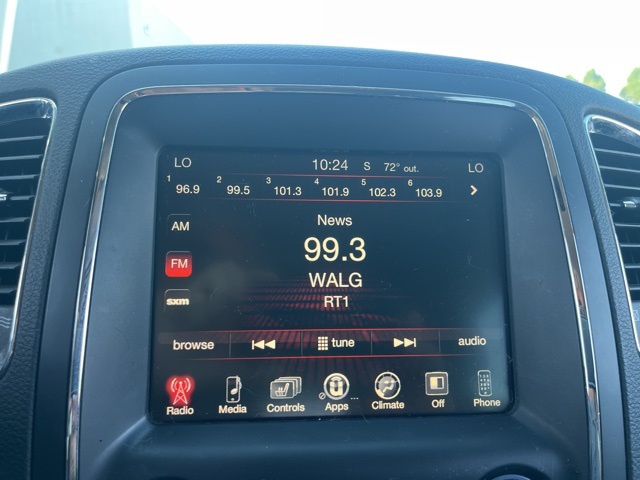 LO 10:24 S 72° out. LO
1 96.9 2 99.5 3 101.3 4 101.9 5 102.3 6 103.9
AM
FM
sxm
News
99.3
WALG
RT1
browse tune audio
Radio Media Controls Apps ... Climate Off Phone